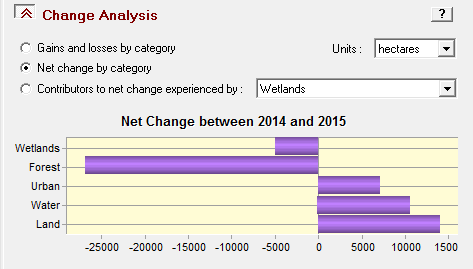 Change Analysis
?
Gains and losses by category
Units : hectares
Net change by category
Contributors to net change experienced by : Wetlands
Net Change between 2014 and 2015
Wetlands
Forest
Urban
Water
Land
-25000 -20000 -15000 -10000 -5000 0 5000 10000 1500